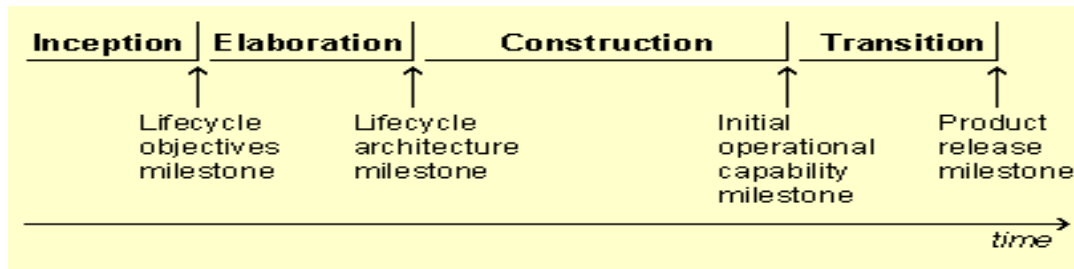 Inception Elaboration Construction Transition
Lifecycle objectives milestone
Lifecycle architecture milestone
Initial operational capability milestone
Product release milestone
time